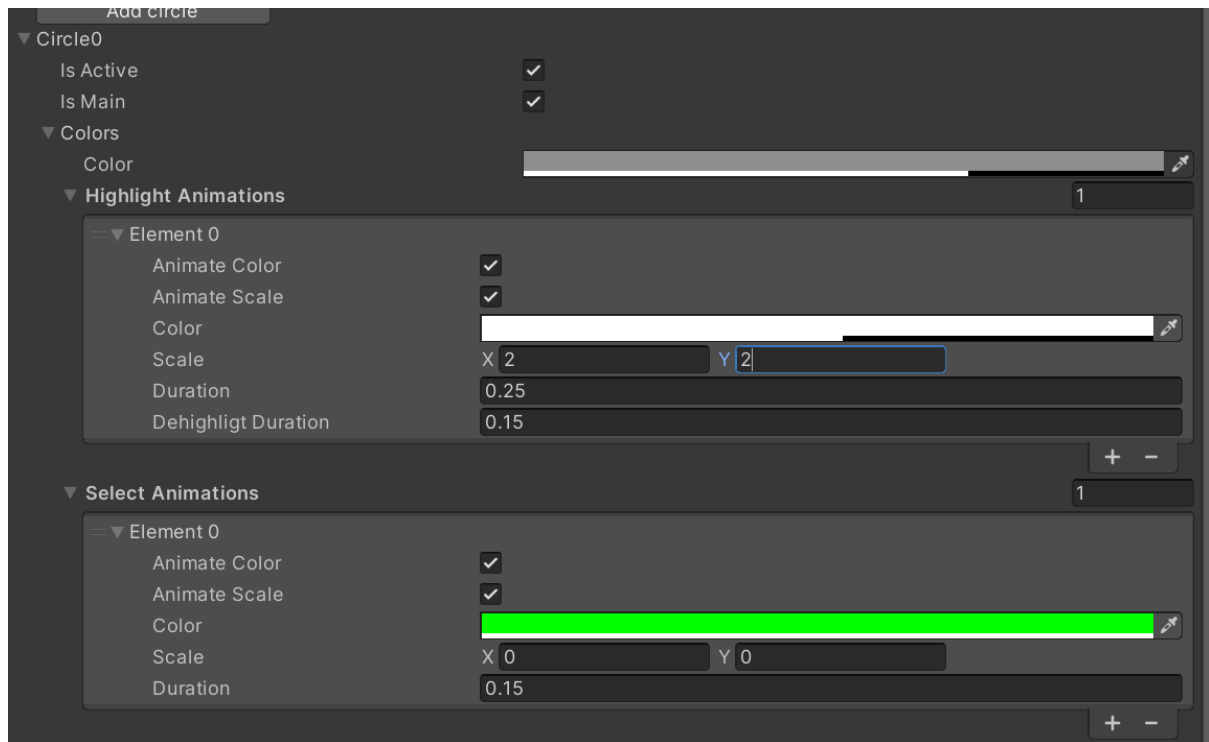 Add circle
Circle0
Is Active
Is Main
Colors
Color
Highlight Animations 1
Element 0
Animate Color
Animate Scale
Color
Scale X 2 Y 2
Duration 0.25
Dehighligt Duration 0.15
+ −
Select Animations 1
Element 0
Animate Color
Animate Scale
Color
Scale X 0 Y 0
Duration 0.15
+ −